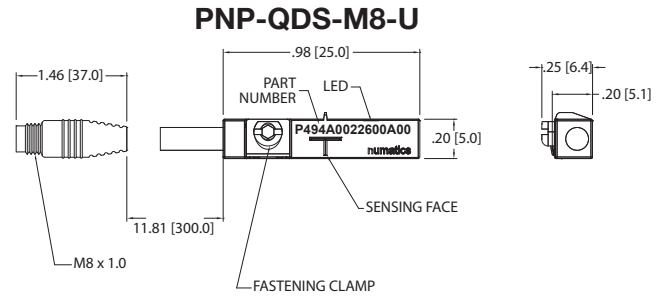 PNP-QDS-M8-U
.98 [25.0]
1.46 [37.0]
PART
NUMBER
LED
.25 [6.4]
.20 [5.1]
P494A0022600A00
numatics
.20 [5.0]
SENSING FACE
11.81 [300.0]
M8 x 1.0
FASTENING CLAMP